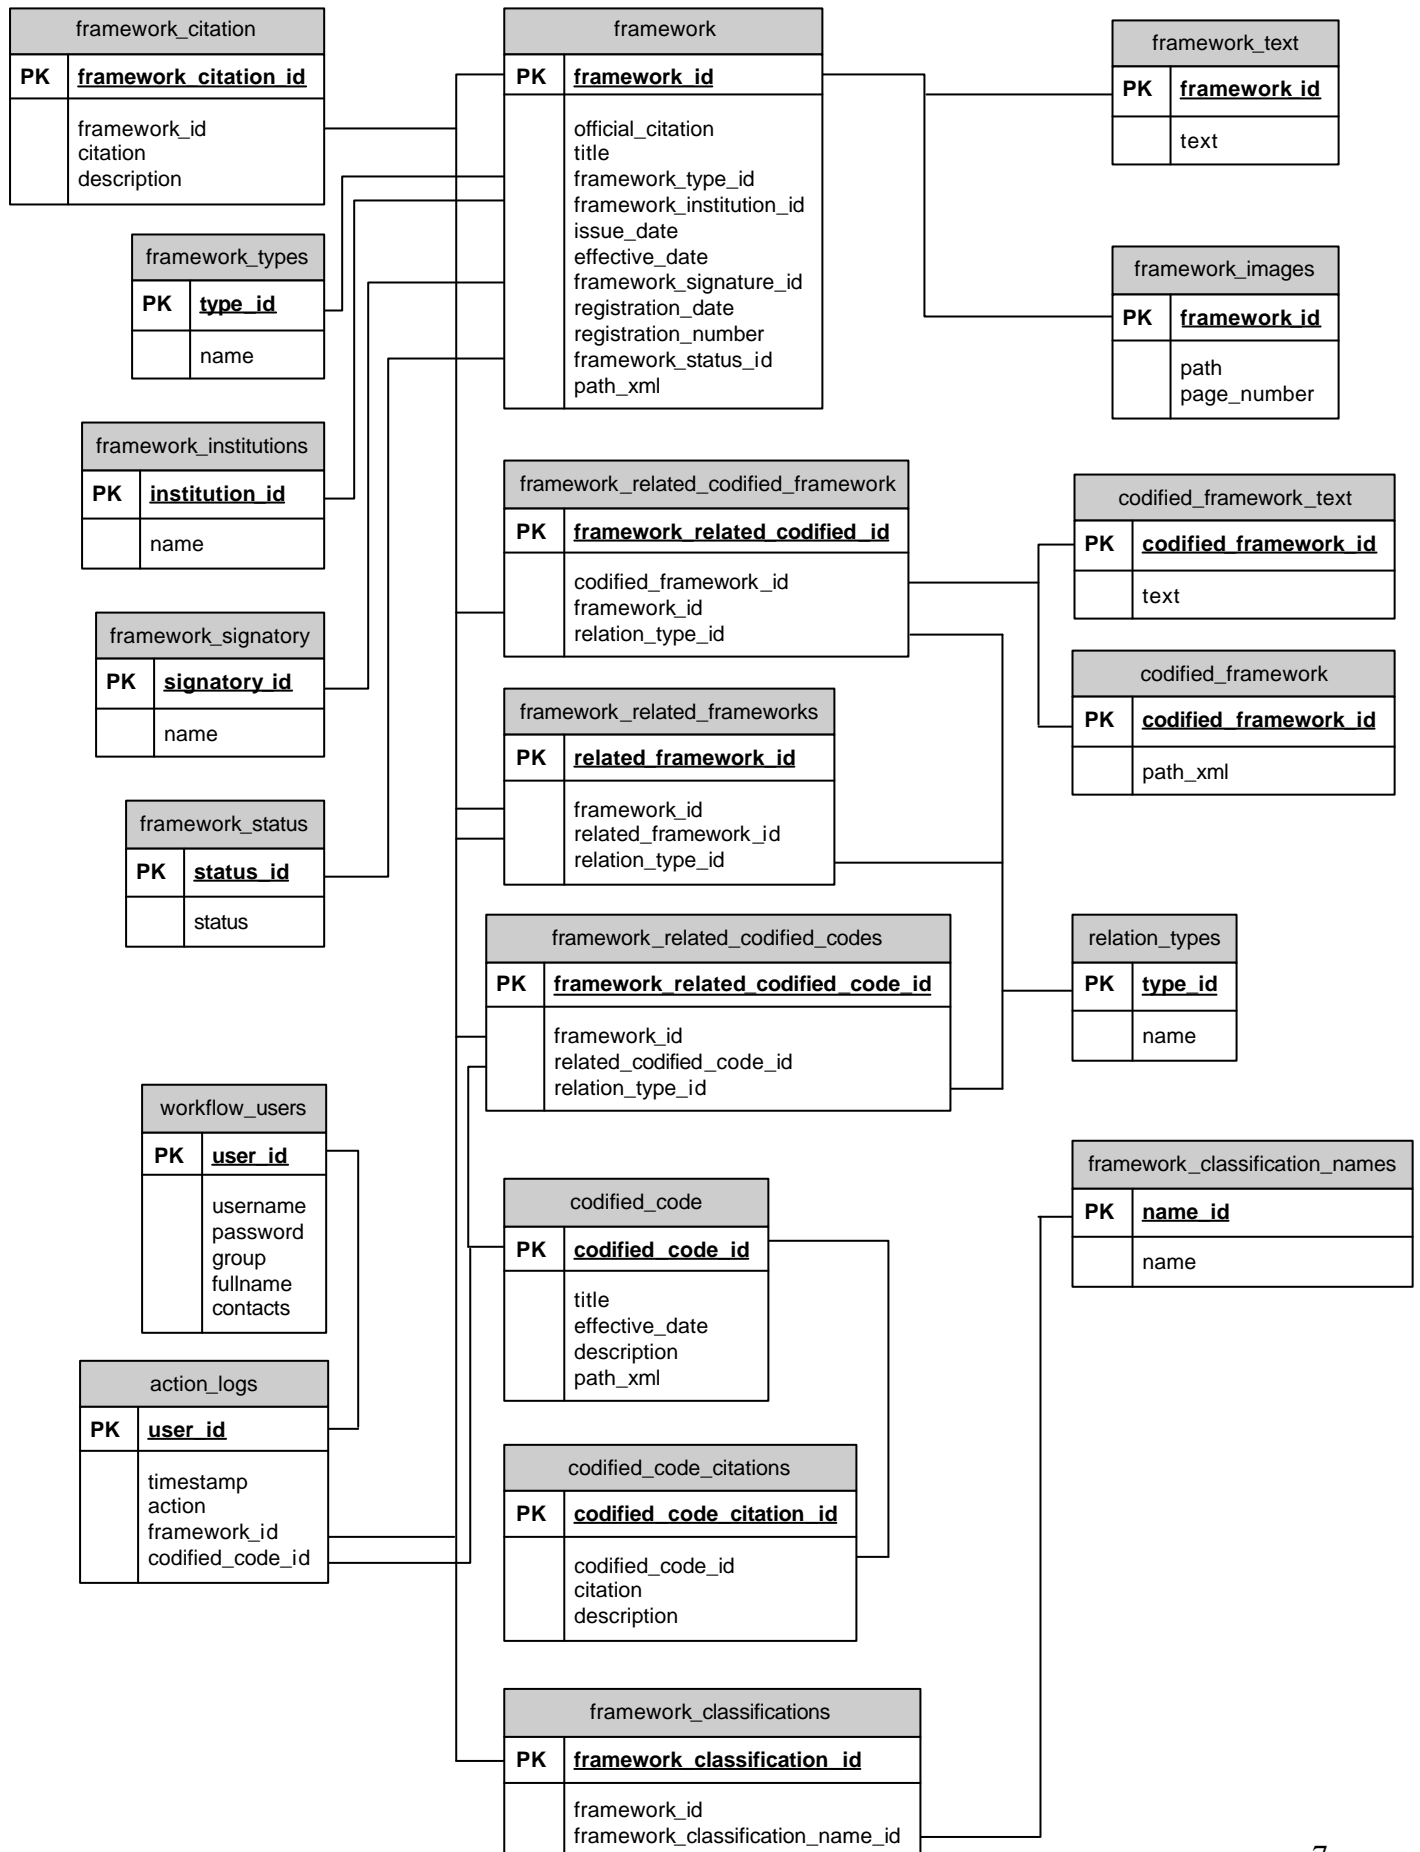 framework_citation
PK framework_citation_id
framework_id
citation
description
framework
PK framework_id
official_citation
title
framework_type_id
framework_institution_id
issue_date
effective_date
framework_signature_id
registration_date
registration_number
framework_status_id
path_xml
framework_text
PK framework_id
text
framework_types
PK type_id
name
framework_images
PK framework_id
path
page_number
framework_institutions
PK institution_id
name
framework_related_codified_framework
PK framework_related_codified_id
codified_framework_id
framework_id
relation_type_id
codified_framework_text
PK codified_framework_id
text
framework_signatory
PK signatory_id
name
framework_related_frameworks
PK related_framework_id
framework_id
related_framework_id
relation_type_id
codified_framework
PK codified_framework_id
path_xml
framework_status
PK status_id
status
framework_related_codified_codes
PK framework_related_codified_code_id
framework_id
related_codified_code_id
relation_type_id
relation_types
PK type_id
name
workflow_users
PK user_id
username
password
group
fullname
contacts
codified_code
PK codified_code_id
title
effective_date
description
path_xml
framework_classification_names
PK name_id
name
action_logs
PK user_id
timestamp
action
framework_id
codified_code_id
codified_code_citations
PK codified_code_citation_id
codified_code_id
citation
description
framework_classifications
PK framework_classification_id
framework_id
framework_classification_name_id